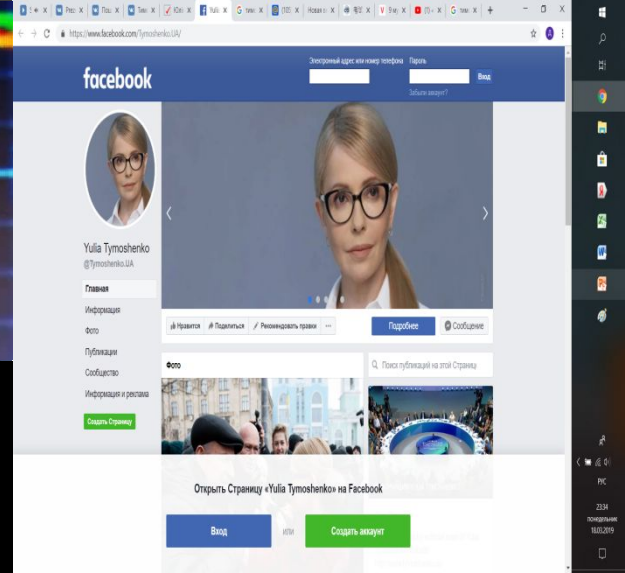 https://www.facebook.com/Tymoshenko.UA/
facebook
Электронный адрес или номер телефона
Пароль
Вход
Забыли аккаунт?
Yulia Tymoshenko
@Tymoshenko.UA
Главная
Информация
Фото
Публикации
Сообщество
Информация и реклама
Создать Страницу
Нравится
Поделиться
Рекомендовать правки
Подробнее
Сообщение
Фото
Поиск публикаций на этой Странице
Открыть Страницу «Yulia Tymoshenko» на Facebook
Вход
или
Создать аккаунт
РУС
23:34
понедельник
18.03.2019